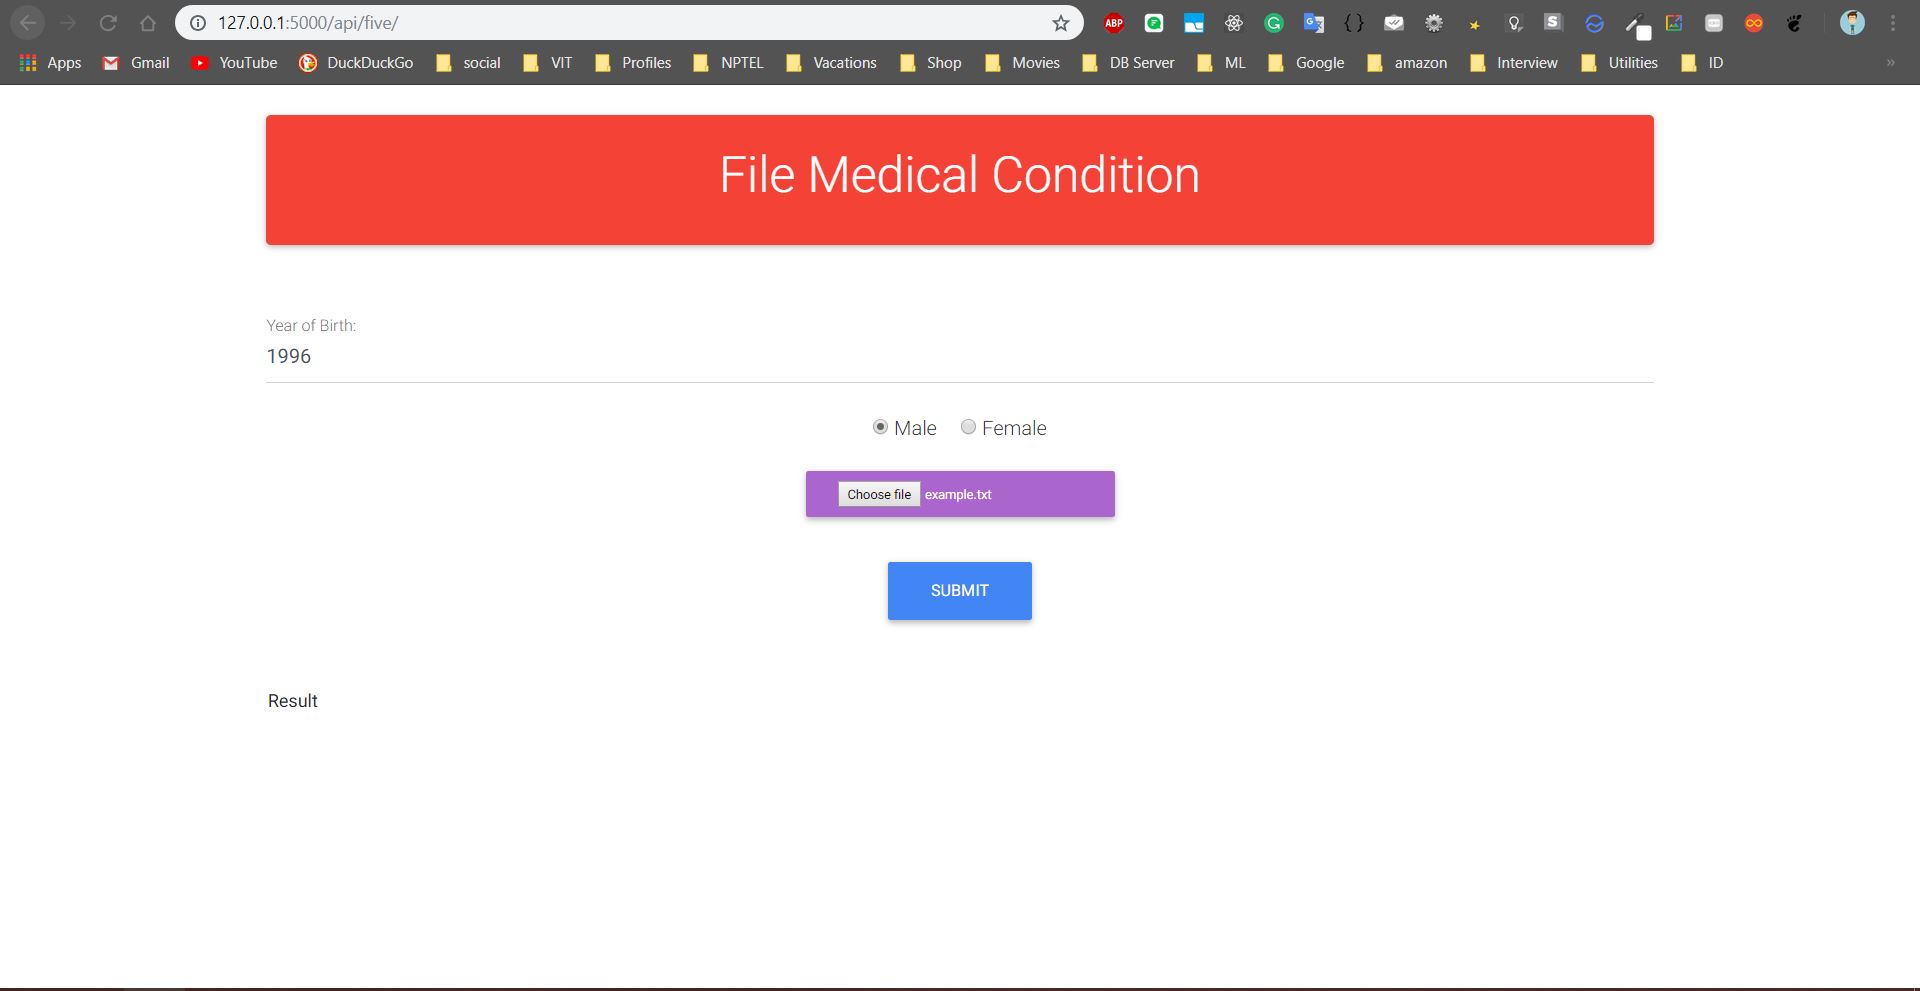 127.0.0.1:5000/api/five/
ABP
Apps Gmail YouTube DuckDuckGo social VIT Profiles NPTEL Vacations Shop Movies DB Server ML Google amazon Interview Utilities ID »
File Medical Condition
Year of Birth:
1996
Male Female
Choose file example.txt
SUBMIT
Result